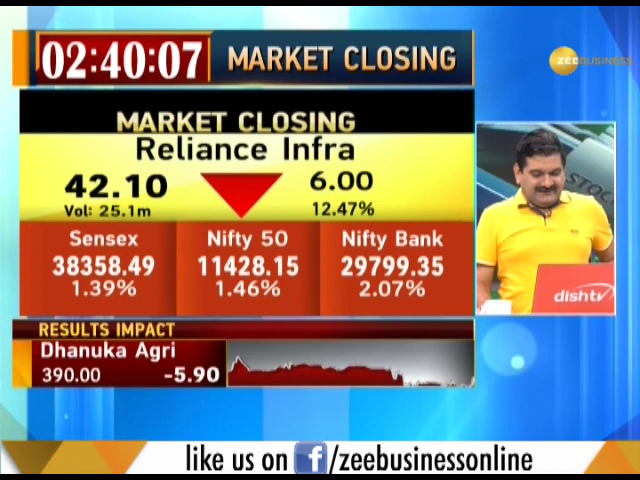 02:40:07
MARKET CLOSING
ZEEBUSINESS
MARKET CLOSING
Reliance Infra
42.10
6.00
Vol: 25.1m
12.47%
Sensex
38358.49
1.39%
Nifty 50
11428.15
1.46%
Nifty Bank
29799.35
2.07%
STOC
dishtv
RESULTS IMPACT
Dhanuka Agri
390.00 -5.90
like us on f/zeebusinessonline